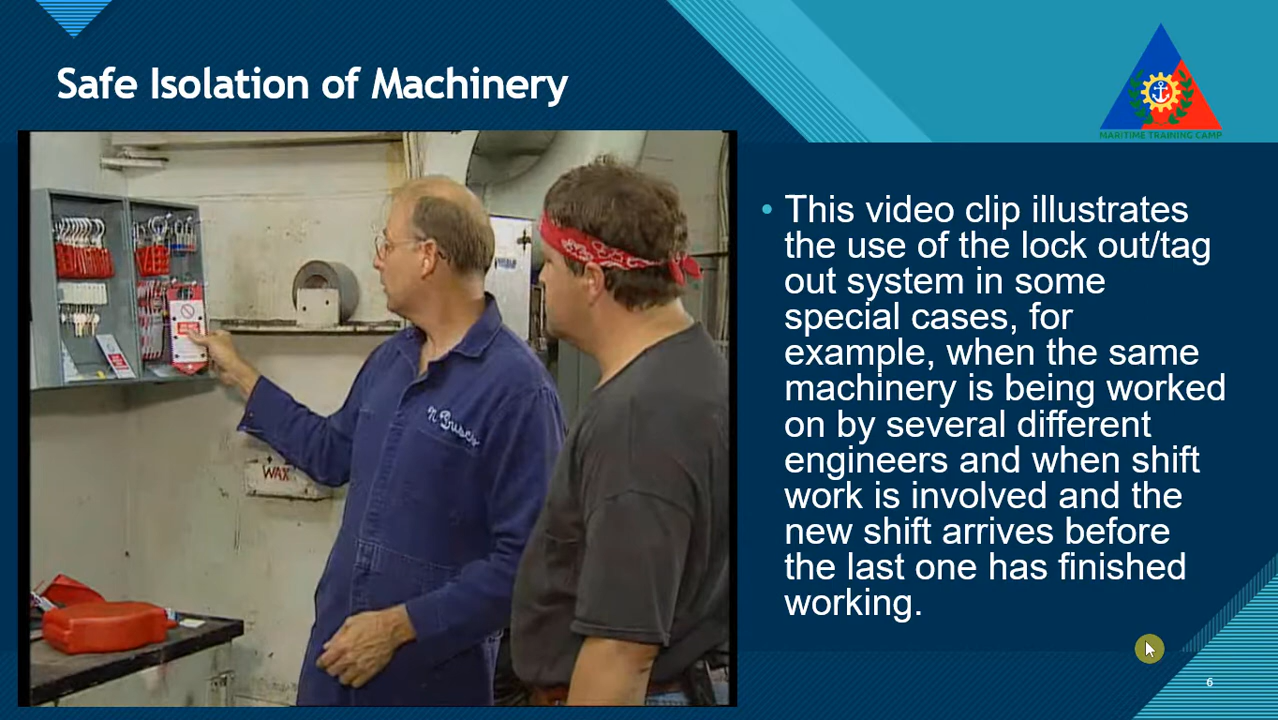 Safe Isolation of Machinery
MARITIME TRAINING CAMP
WAX
• This video clip illustrates
the use of the lock out/tag
out system in some
special cases, for
example, when the same
machinery is being worked
on by several different
engineers and when shift
work is involved and the
new shift arrives before
the last one has finished
working.
6